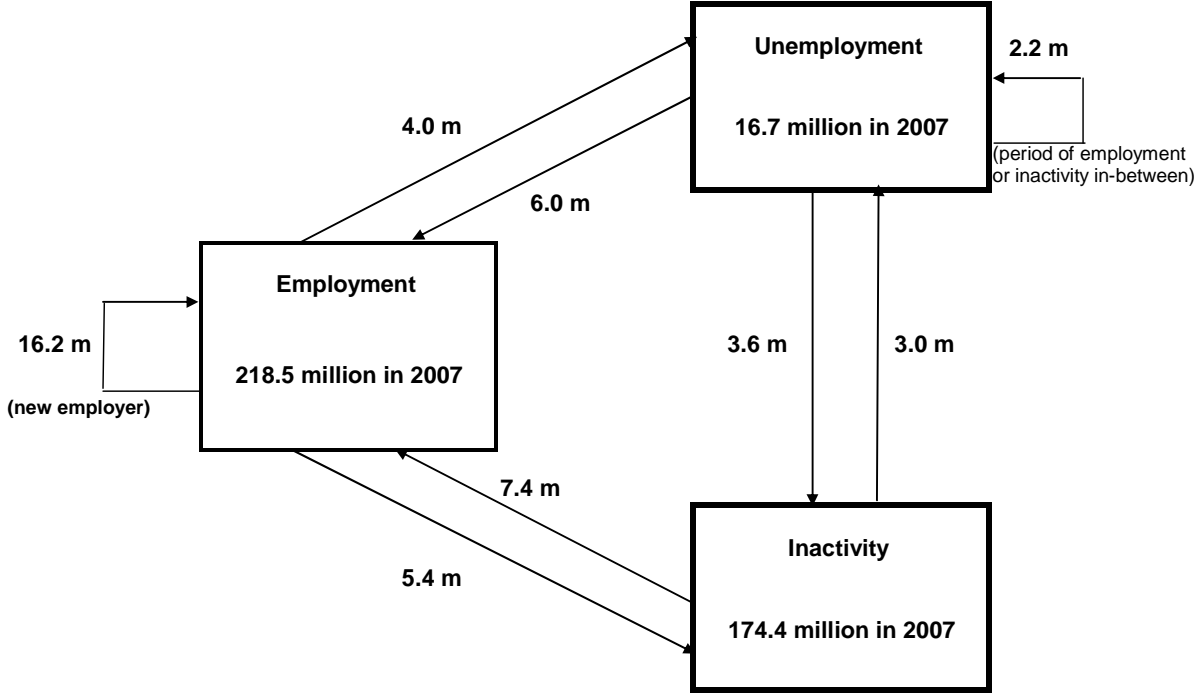 Unemployment
16.7 million in 2007
2.2 m
(period of employment
or inactivity in-between)
4.0 m
6.0 m
Employment
218.5 million in 2007
16.2 m
(new employer)
3.6 m
3.0 m
7.4 m
5.4 m
Inactivity
174.4 million in 2007